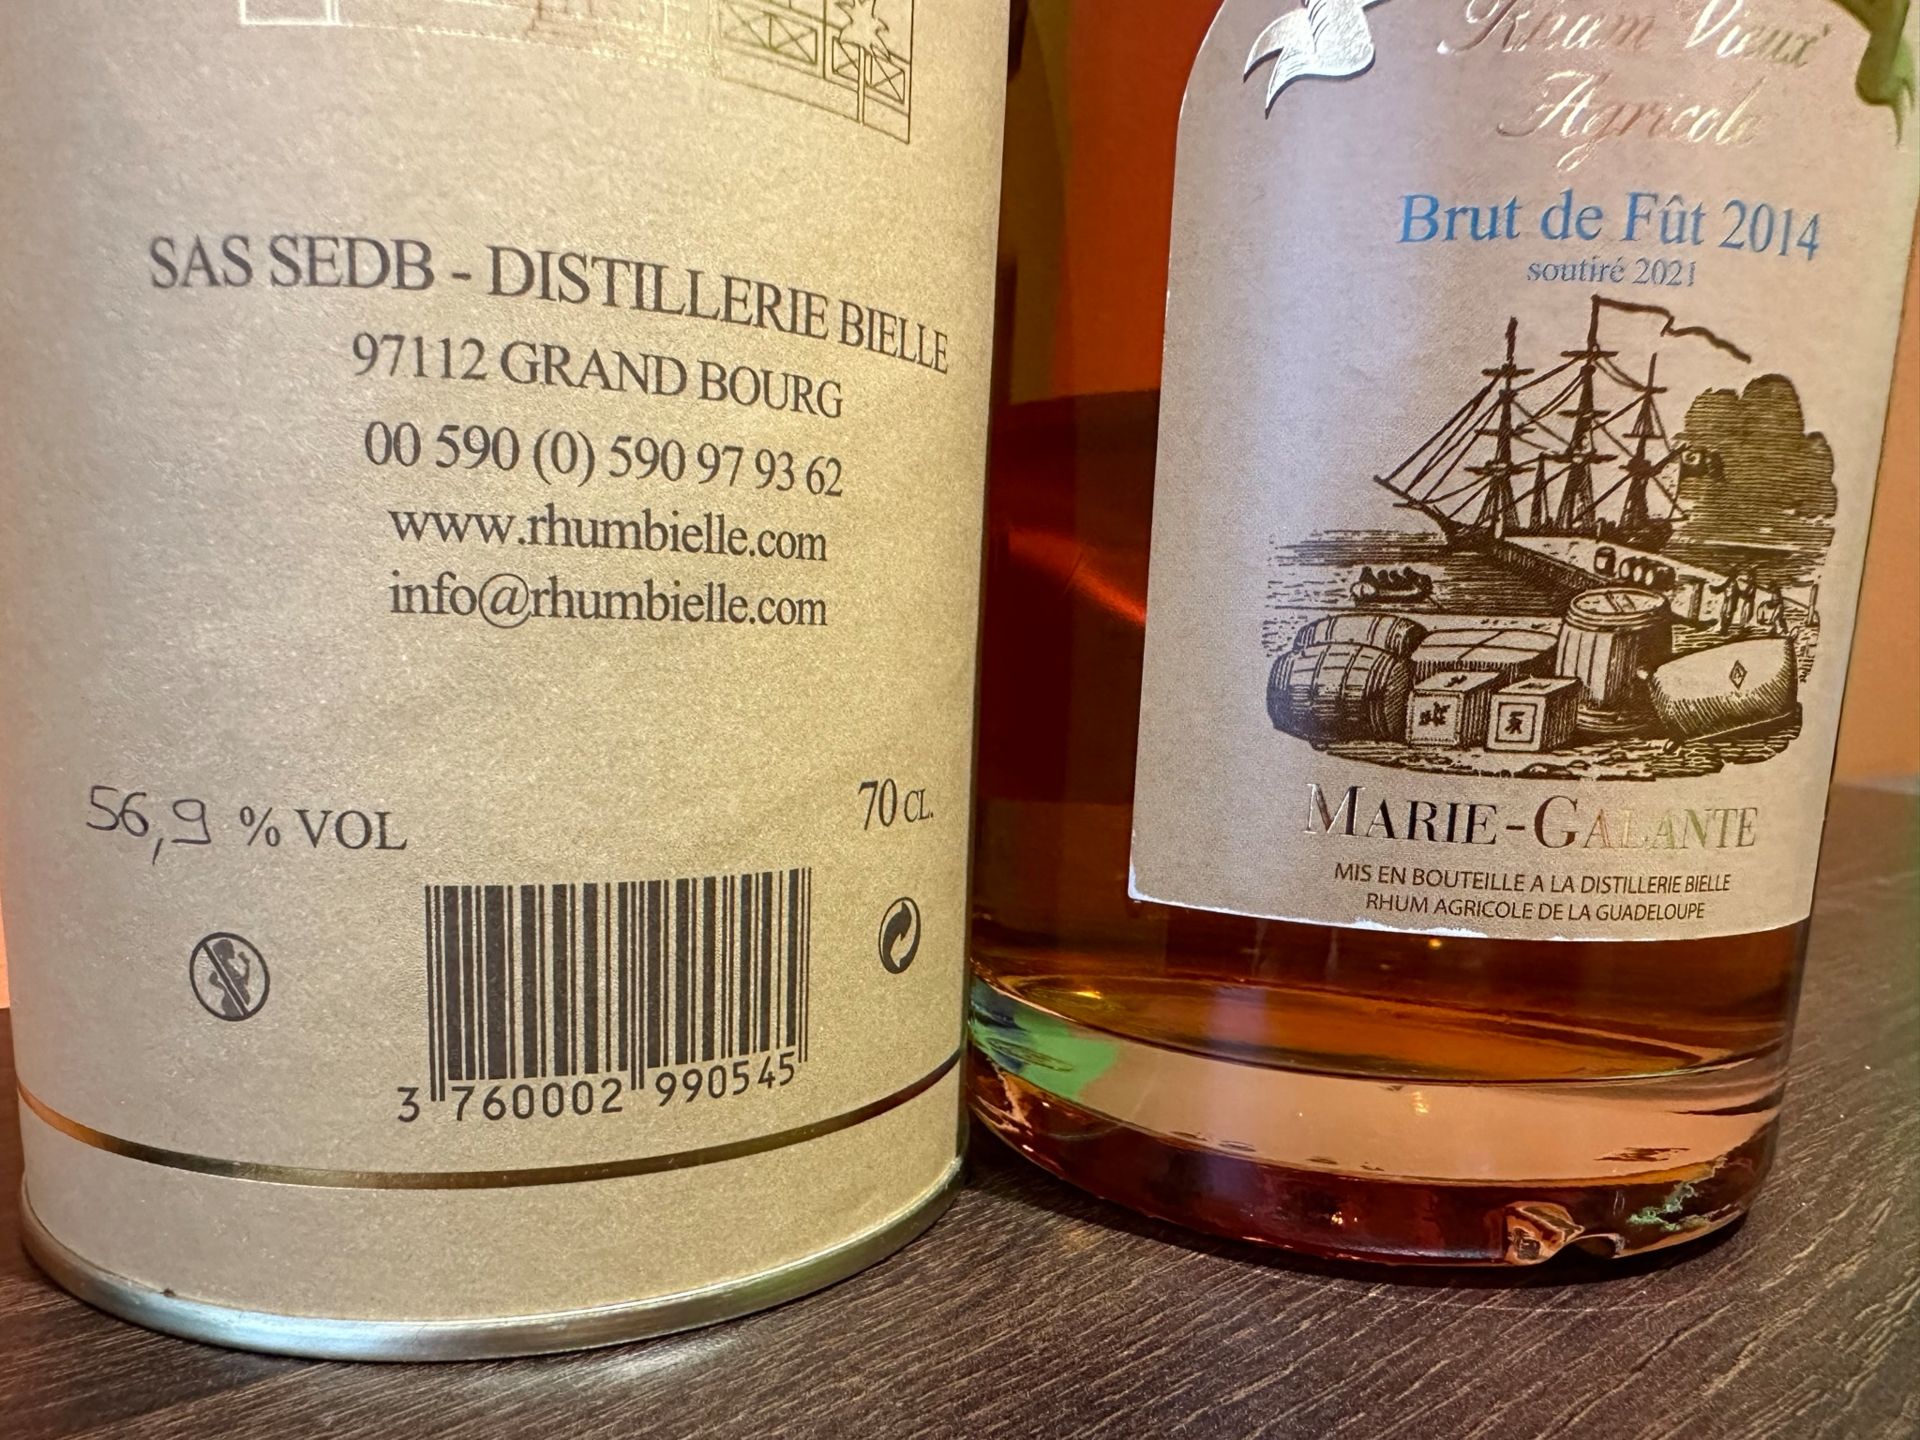 SAS SEDB - DISTILLERIE BIELLE
97112 GRAND BOURG
00 590 (0) 590 97 93 62
www.rhumbielle.com
info@rhumbielle.com
56,9 % VOL
70 CL.
3 760002 990545
Rhum Vieux
Agricole
Brut de Fût 2014
soutiré 2021
MARIE-GALANTE
MIS EN BOUTEILLE A LA DISTILLERIE BIELLE
RHUM AGRICOLE DE LA GUADELOUPE